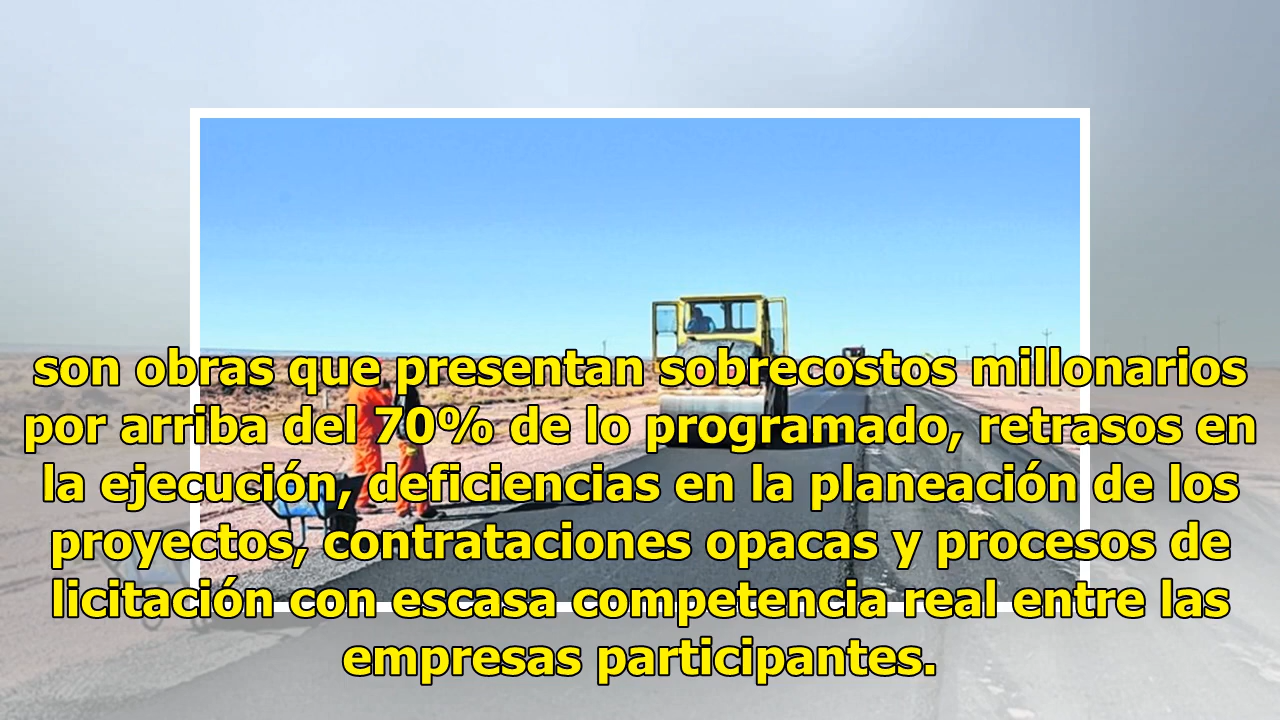 son obras que presentan sobrecostos millonarios
por arriba del 70% de lo programado, retrasos en
la ejecución, deficiencias en la planeación de los
proyectos, contrataciones opacas y procesos de
licitación con escasa competencia real entre las
empresas participantes.